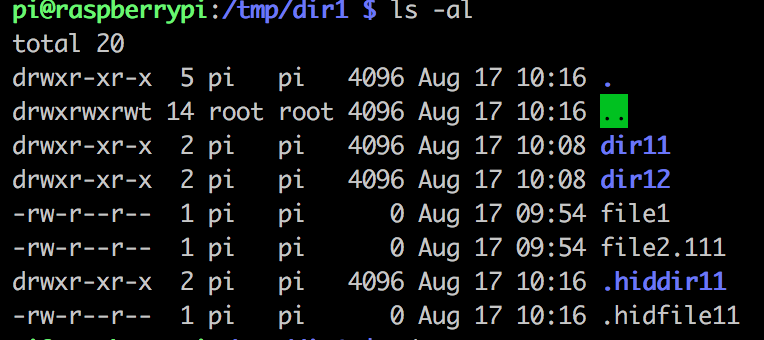 pi@raspberrypi:/tmp/dir1 $ ls -al
total 20
drwxr-xr-x  5 pi   pi   4096 Aug 17 10:16 .
drwxrwxrwt 14 root root 4096 Aug 17 10:16 ..
drwxr-xr-x  2 pi   pi   4096 Aug 17 10:08 dir11
drwxr-xr-x  2 pi   pi   4096 Aug 17 10:08 dir12
-rw-r--r--  1 pi   pi      0 Aug 17 09:54 file1
-rw-r--r--  1 pi   pi      0 Aug 17 09:54 file2.111
drwxr-xr-x  2 pi   pi   4096 Aug 17 10:16 .hiddir11
-rw-r--r--  1 pi   pi      0 Aug 17 10:16 .hidfile11